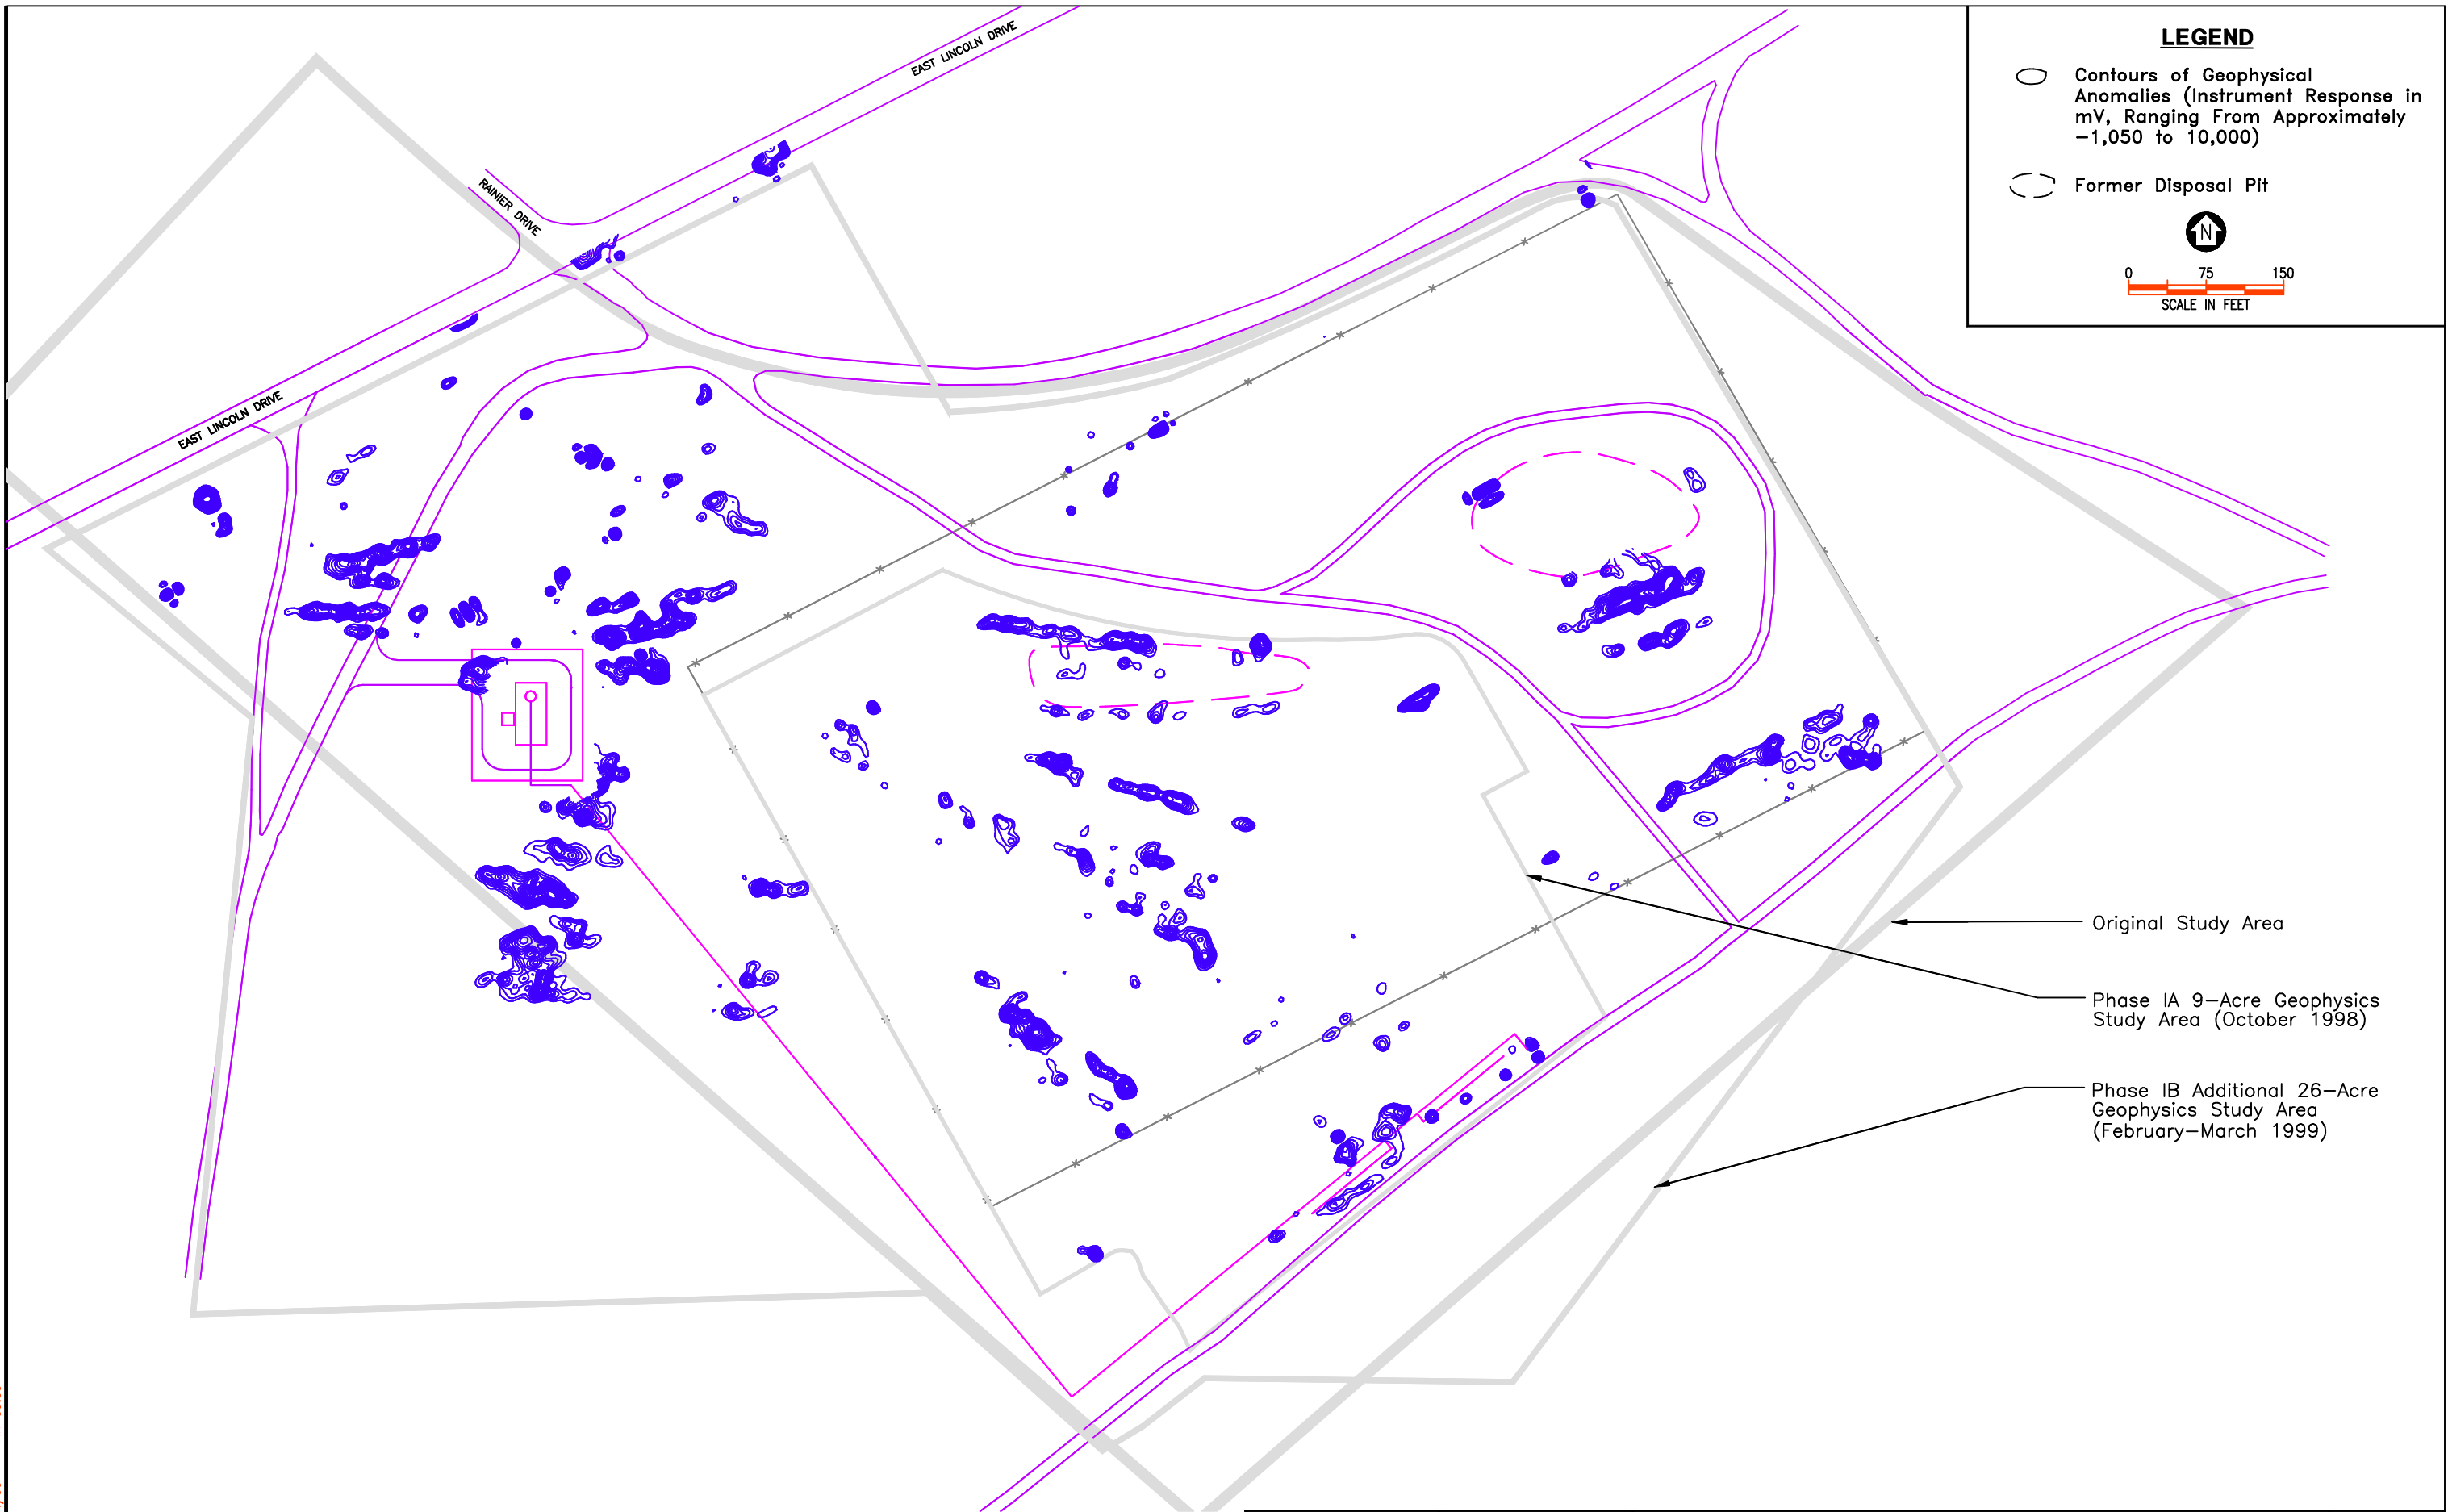 LEGEND
Contours of Geophysical
Anomalies (Instrument Response in
mV, Ranging From Approximately
−1,050 to 10,000)
Former Disposal Pit
N
0 75 150
SCALE IN FEET
EAST LINCOLN DRIVE
RAINIER DRIVE
EAST LINCOLN DRIVE
Original Study Area
Phase IA 9−Acre Geophysics
Study Area (October 1998)
Phase IB Additional 26−Acre
Geophysics Study Area
(February−March 1999)